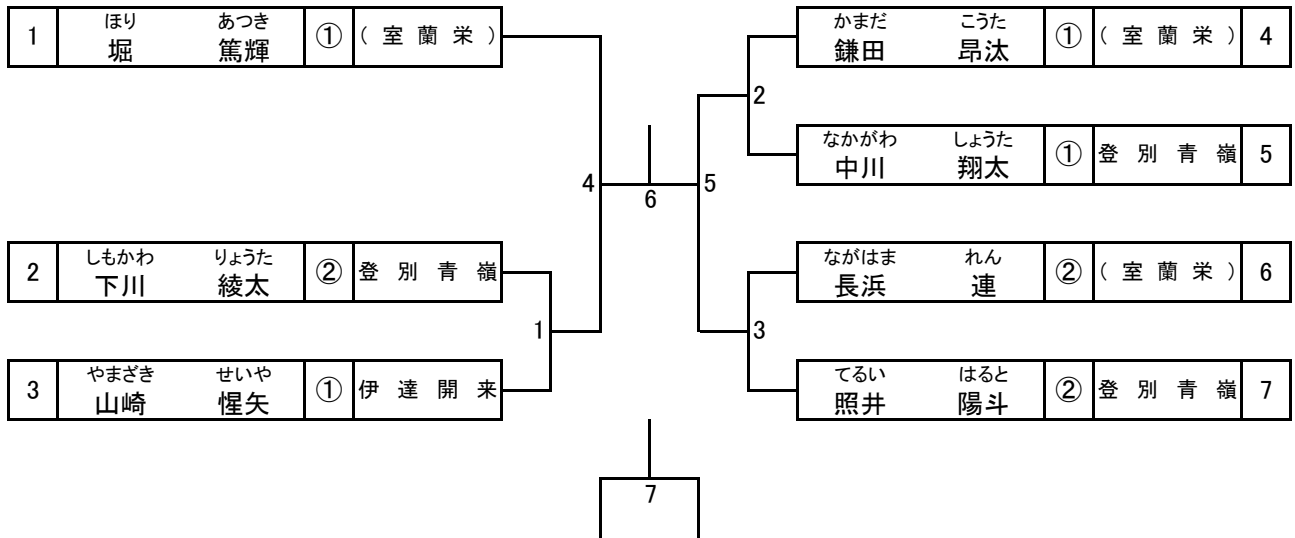 ほり あつき
1 堀 篤輝 ① (室蘭栄)
しもかわ りょうた
2 下川 綾太 ② 登別青嶺
やまざき せいや
3 山崎 惺矢 ① 伊達開来
1
4
6
5
2
3
かまだ こうた
鎌田 昂汰 ① (室蘭栄) 4
なかがわ しょうた
中川 翔太 ① 登別青嶺 5
ながはま れん
長浜 連 ② (室蘭栄) 6
てるい はると
照井 陽斗 ② 登別青嶺 7
7